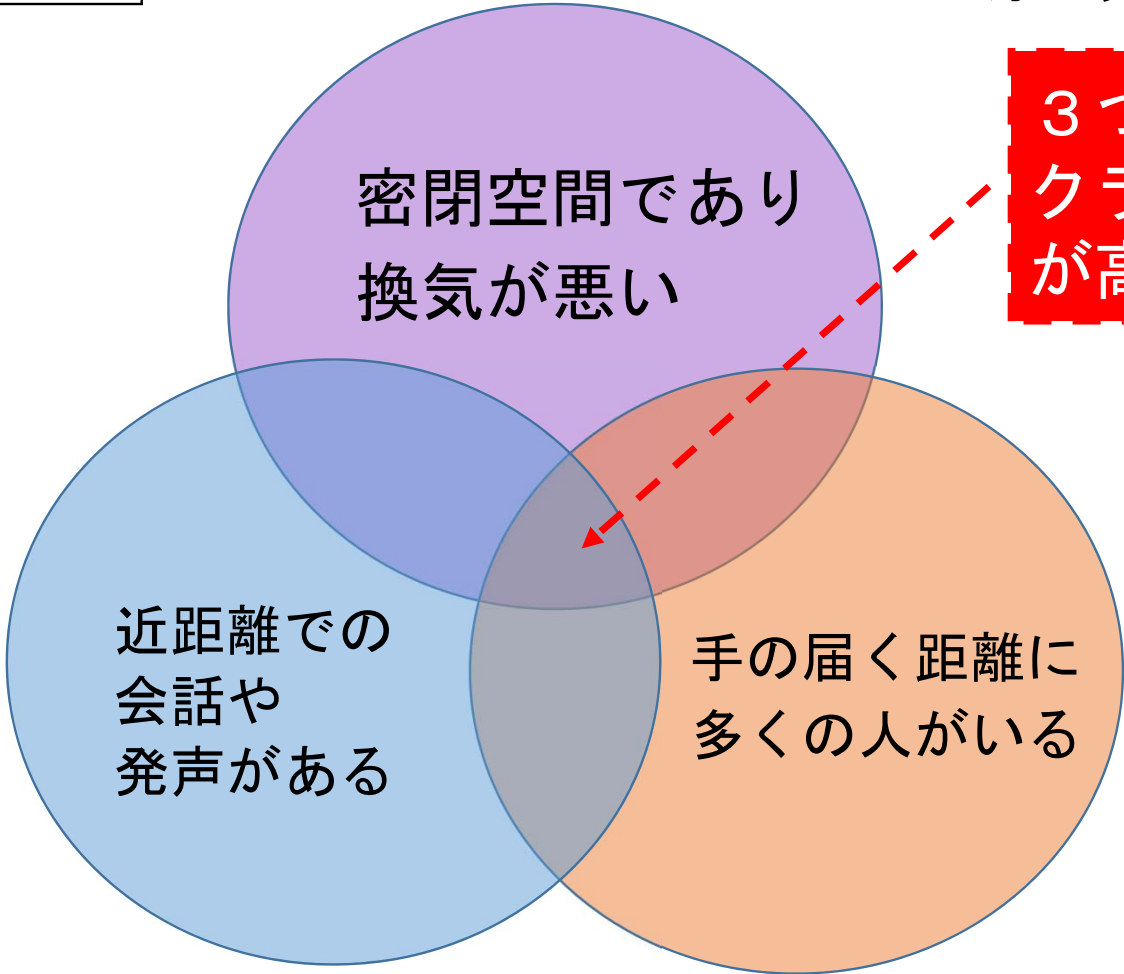 ３つ
クラ
が高
密閉空間であり
換気が悪い
近距離での
会話や
発声がある
手の届く距離に
多くの人がいる